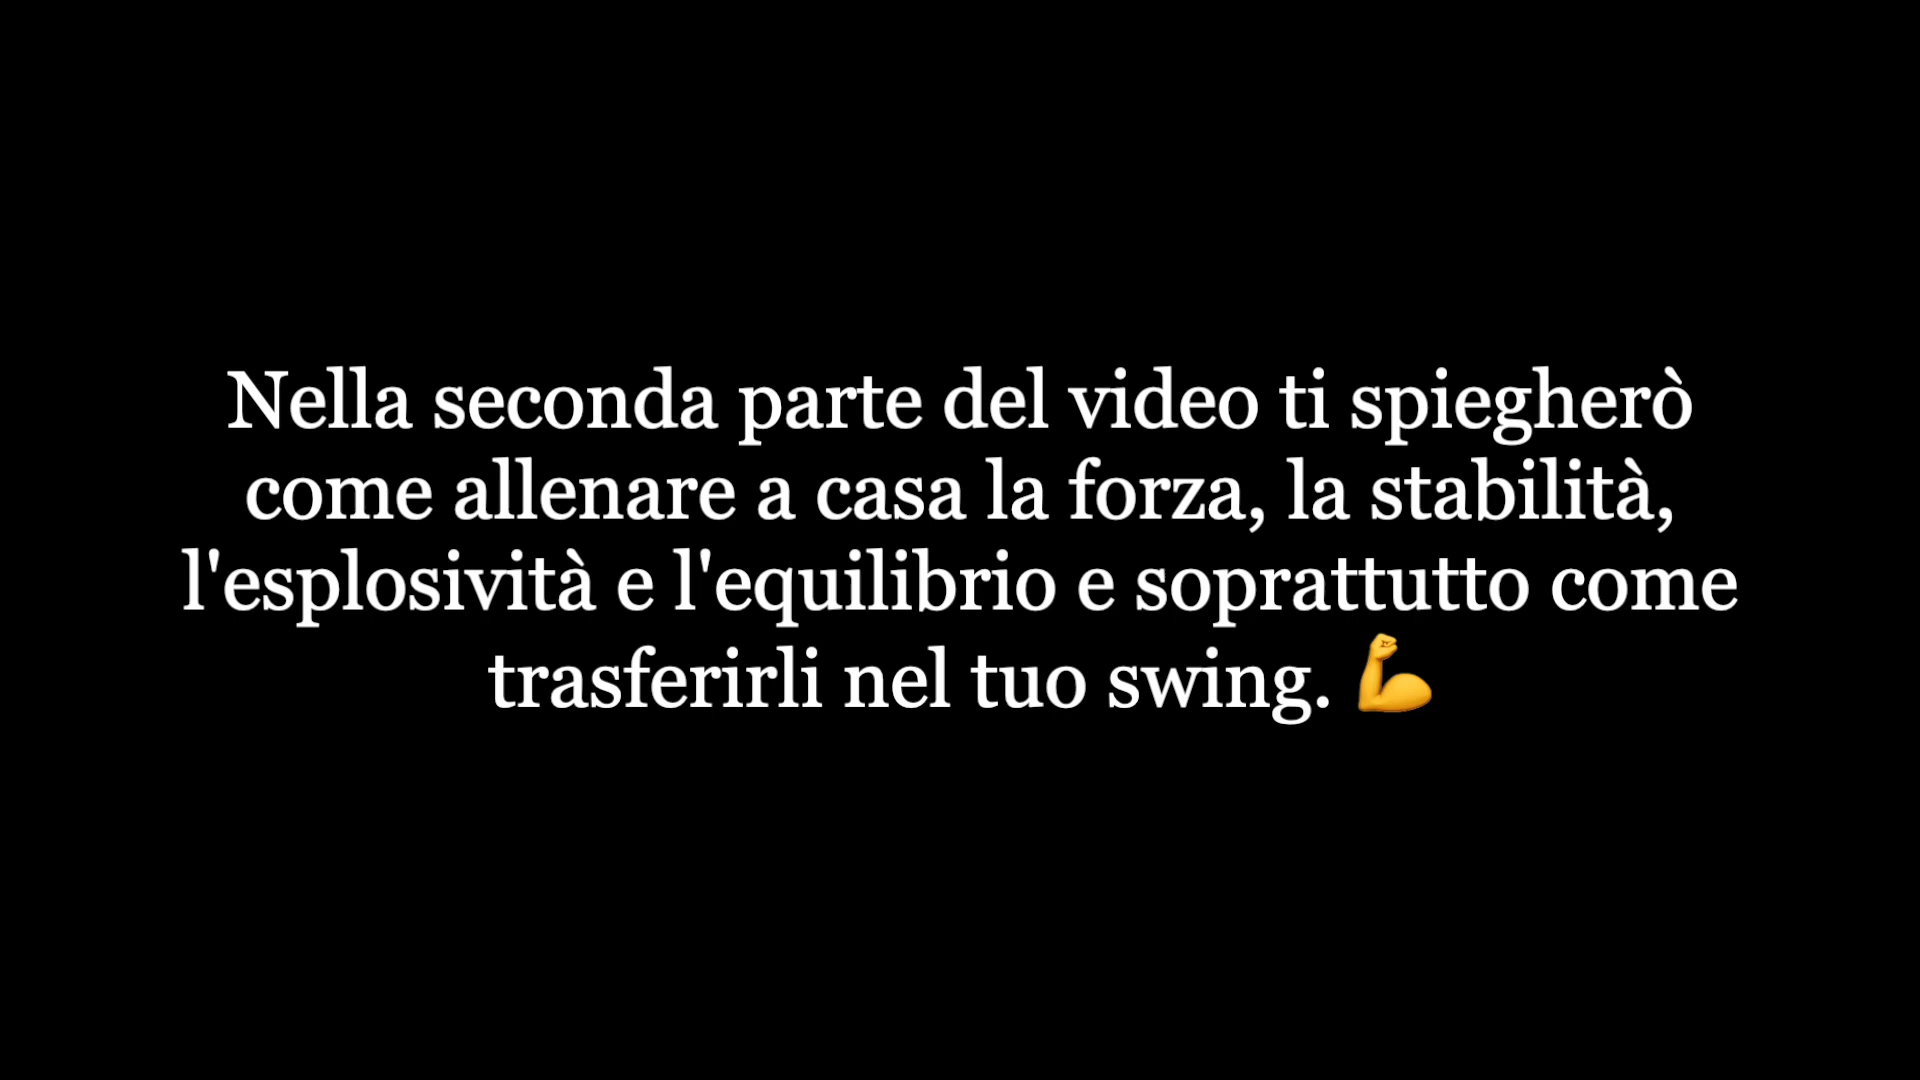 Nella seconda parte del video ti spiegherò
come allenare a casa la forza, la stabilità,
l'esplosività e l'equilibrio e soprattutto come
trasferirli nel tuo swing. 💪